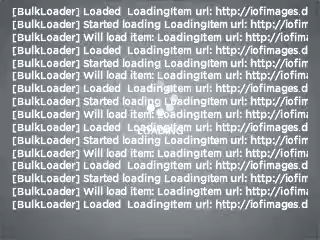 [BulkLoader] Loaded LoadingItem url: http://iofimages.d
[BulkLoader] Started loading LoadingItem url: http://iofim
[BulkLoader] Will load item: LoadingItem url: http://iofima
[BulkLoader] Loaded LoadingItem url: http://iofimages.d
[BulkLoader] Started loading LoadingItem url: http://iofim
[BulkLoader] Will load item: LoadingItem url: http://iofima
[BulkLoader] Loaded LoadingItem url: http://iofimages.d
[BulkLoader] Started loading LoadingItem url: http://iofim
[BulkLoader] Will load item: LoadingItem url: http://iofima
[BulkLoader] Loaded LoadingItem url: http://iofimages.d
LOADING
[BulkLoader] Started loading LoadingItem url: http://iofim
[BulkLoader] Will load item: LoadingItem url: http://iofima
[BulkLoader] Loaded LoadingItem url: http://iofimages.d
[BulkLoader] Started loading LoadingItem url: http://iofim
[BulkLoader] Will load item: LoadingItem url: http://iofima
[BulkLoader] Loaded LoadingItem url: http://iofimages.d